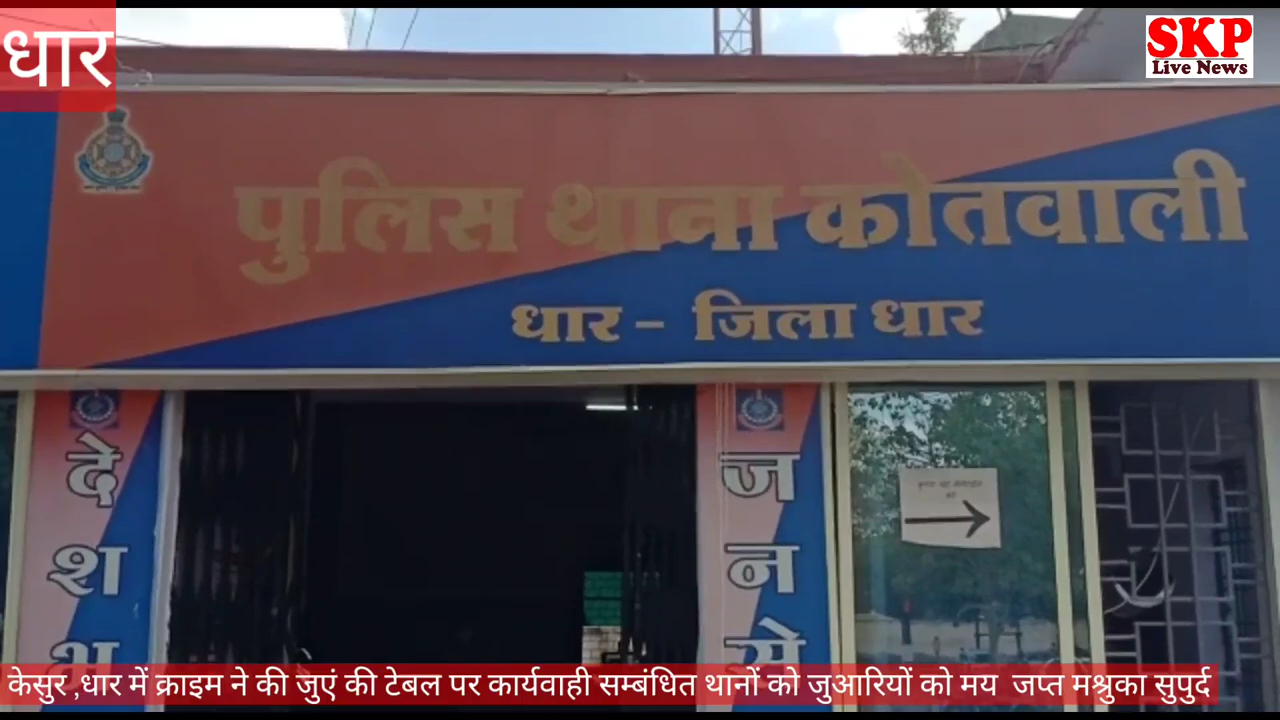 धार
SKP
Live News
पुलिस थाना कोतवाली
धार - जिला धार
दे
श
भ
ज
न
से
केसुर ,धार में क्राइम ने की जुएं की टेबल पर कार्यवाही सम्बंधित थानों को जुआरियों को मय जप्त मश्रुका सुपुर्द